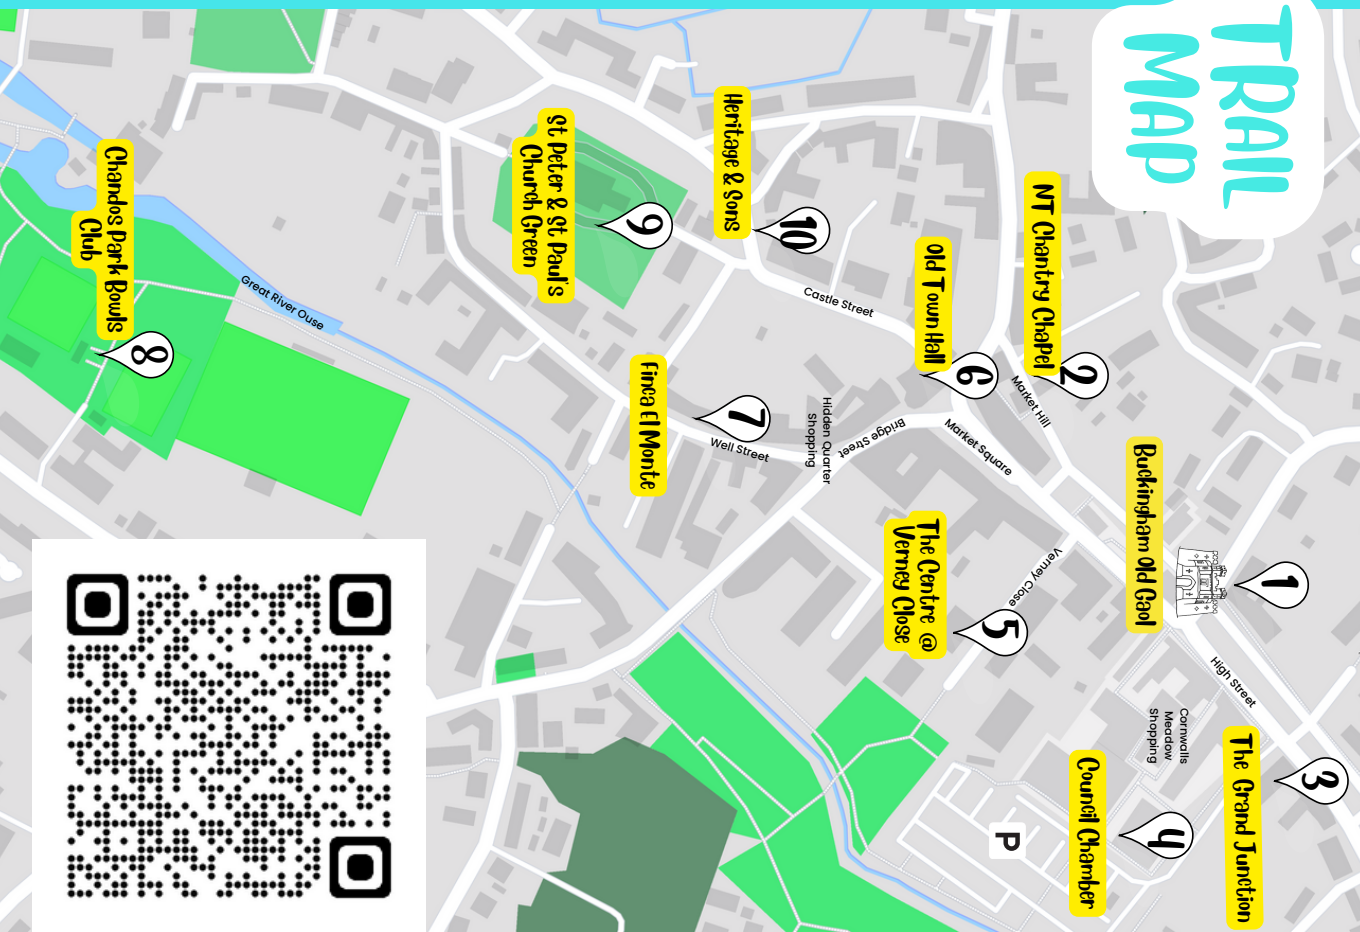 TRAIL
MAP
1
Buckingham Old Gaol
NT Chantry Chapel
2
The Grand Junction
3
Council Chamber
4
The Centre @
Verney Close
5
Old Town Hall
6
Finca El Monte
7
Chandos Park Bowls
Club
8
St Peter & St Paul's
Church Green
9
Heritage & Sons
10
High Street
Cornwalls
Meadow
Shopping
Market Hill
Market Square
Verney Close
Castle Street
Bridge Street
Hidden Quarter
Shopping
Well Street
Great River Ouse
P